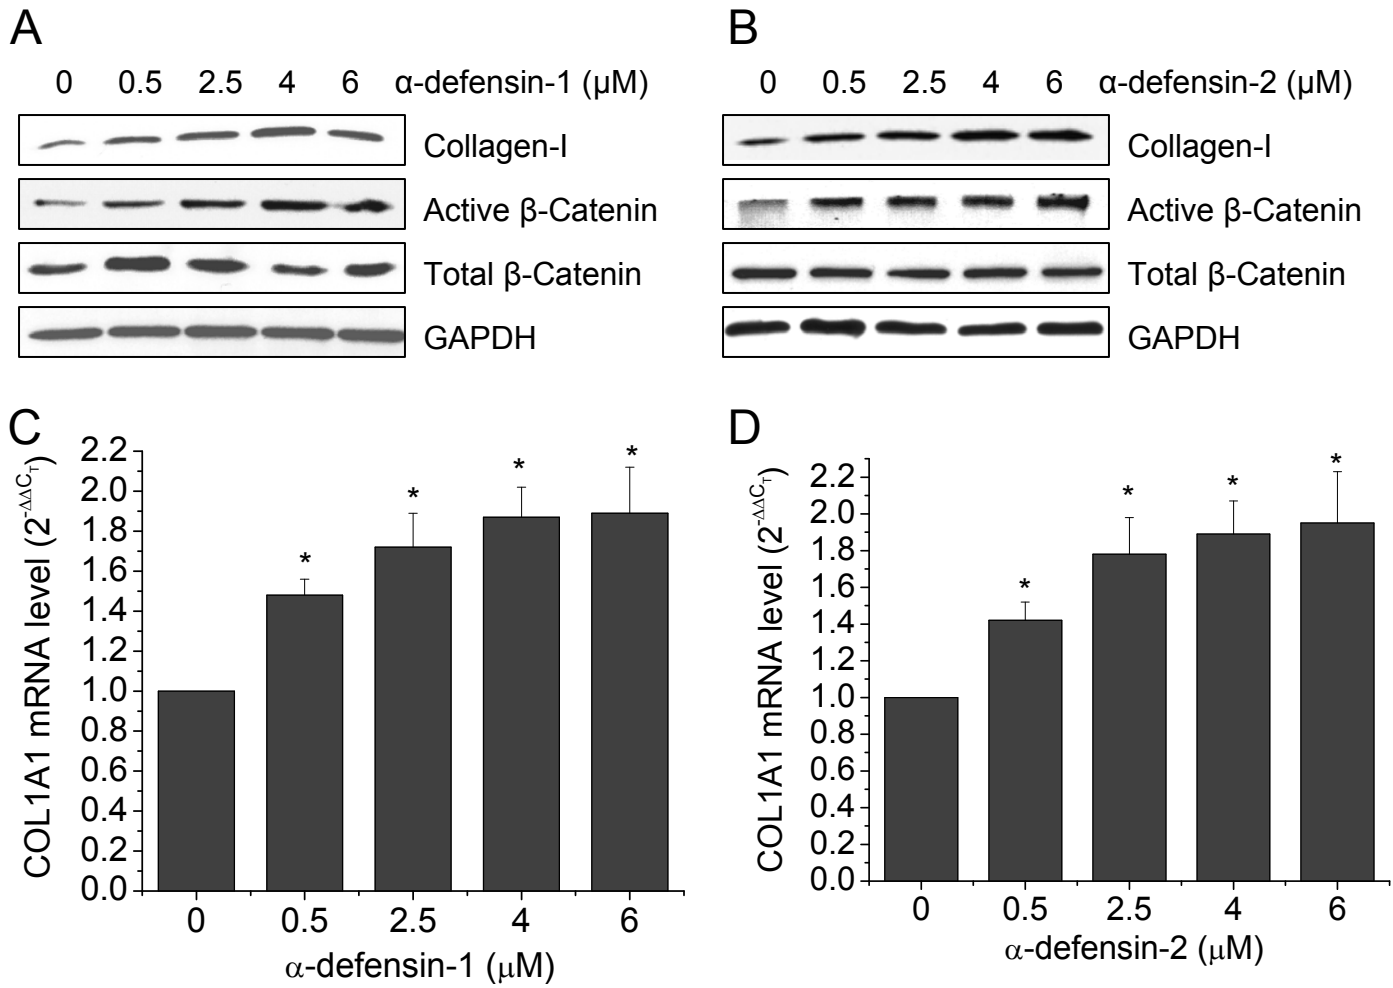 A
0 0.5 2.5 4 6 α-defensin-1 (μM)
Collagen-I
Active β-Catenin
Total β-Catenin
GAPDH
B
0 0.5 2.5 4 6 α-defensin-2 (μM)
Collagen-I
Active β-Catenin
Total β-Catenin
GAPDH
C
COL1A1 mRNA level (2^-ΔΔC_T)
2.2
2.0
1.8
1.6
1.4
1.2
1.0
0.8
0.6
0.4
0.2
0.0
* * * *
0 0.5 2.5 4 6
α-defensin-1 (μM)
D
COL1A1 mRNA level (2^-ΔΔC_T)
2.2
2.0
1.8
1.6
1.4
1.2
1.0
0.8
0.6
0.4
0.2
0.0
* * * *
0 0.5 2.5 4 6
α-defensin-2 (μM)